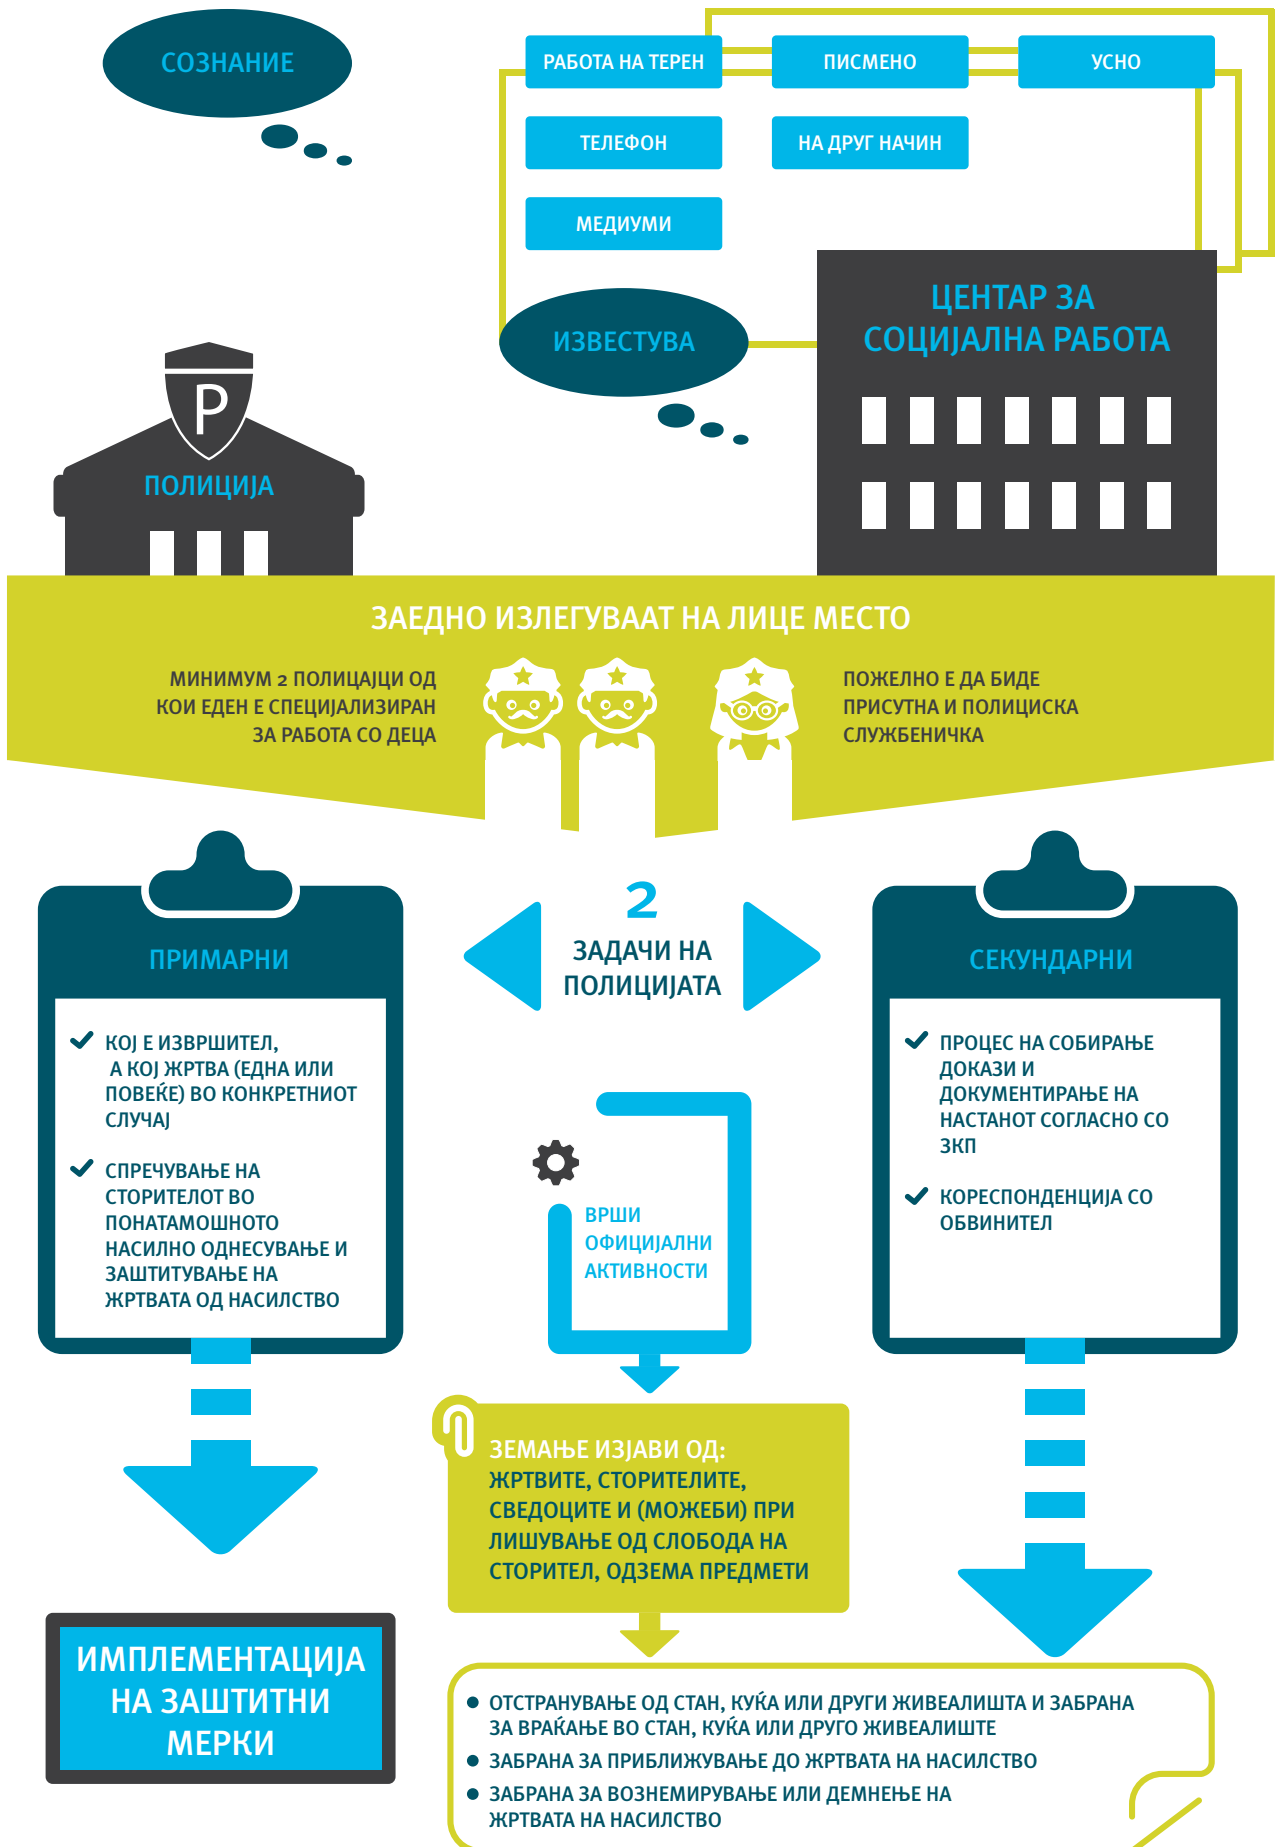 СОЗНАНИЕ
РАБОТА НА ТЕРЕН
ПИСМЕНО
УСНО
ТЕЛЕФОН
НА ДРУГ НАЧИН
МЕДИУМИ
ИЗВЕСТУВА
ЦЕНТАР ЗА
СОЦИЈАЛНА РАБОТА
P
ПОЛИЦИЈА
ЗАЕДНО ИЗЛЕГУВААТ НА ЛИЦЕ МЕСТО
МИНИМУМ 2 ПОЛИЦАЈЦИ ОД
КОИ ЕДЕН Е СПЕЦИЈАЛИЗИРАН
ЗА РАБОТА СО ДЕЦА
ПОЖЕЛНО Е ДА БИДЕ
ПРИСУТНА И ПОЛИЦИСКА
СЛУЖБЕНИЧКА
2
ЗАДАЧИ НА
ПОЛИЦИЈАТА
ПРИМАРНИ
КОЈ Е ИЗВРШИТЕЛ,
А КОЈ ЖРТВА (ЕДНА ИЛИ
ПОВЕЌЕ) ВО КОНКРЕТНИОТ
СЛУЧАЈ
СПРЕЧУВАЊЕ НА
СТОРИТЕЛОТ ВО
ПОНАТАМОШНОТО
НАСИЛНО ОДНЕСУВАЊЕ И
ЗАШТИТУВАЊЕ НА
ЖРТВАТА ОД НАСИЛСТВО
СЕКУНДАРНИ
ПРОЦЕС НА СОБИРАЊЕ
ДОКАЗИ И
ДОКУМЕНТИРАЊЕ НА
НАСТАНОТ СОГЛАСНО СО
ЗКП
КОРЕСПОНДЕНЦИЈА СО
ОБВИНИТЕЛ
ВРШИ
ОФИЦИЈАЛНИ
АКТИВНОСТИ
ЗЕМАЊЕ ИЗЈАВИ ОД:
ЖРТВИТЕ, СТОРИТЕЛИТЕ,
СВЕДОЦИТЕ И (МОЖЕБИ) ПРИ
ЛИШУВАЊЕ ОД СЛОБОДА НА
СТОРИТЕЛ, ОДЗЕМА ПРЕДМЕТИ
ИМПЛЕМЕНТАЦИЈА
НА ЗАШТИТНИ
МЕРКИ
● ОТСТРАНУВАЊЕ ОД СТАН, КУЌА ИЛИ ДРУГИ ЖИВЕАЛИШТА И ЗАБРАНА
ЗА ВРАЌАЊЕ ВО СТАН, КУЌА ИЛИ ДРУГО ЖИВЕАЛИШТЕ
● ЗАБРАНА ЗА ПРИБЛИЖУВАЊЕ ДО ЖРТВАТА НА НАСИЛСТВО
● ЗАБРАНА ЗА ВОЗНЕМИРУВАЊЕ ИЛИ ДЕМНЕЊЕ НА
ЖРТВАТА НА НАСИЛСТВО